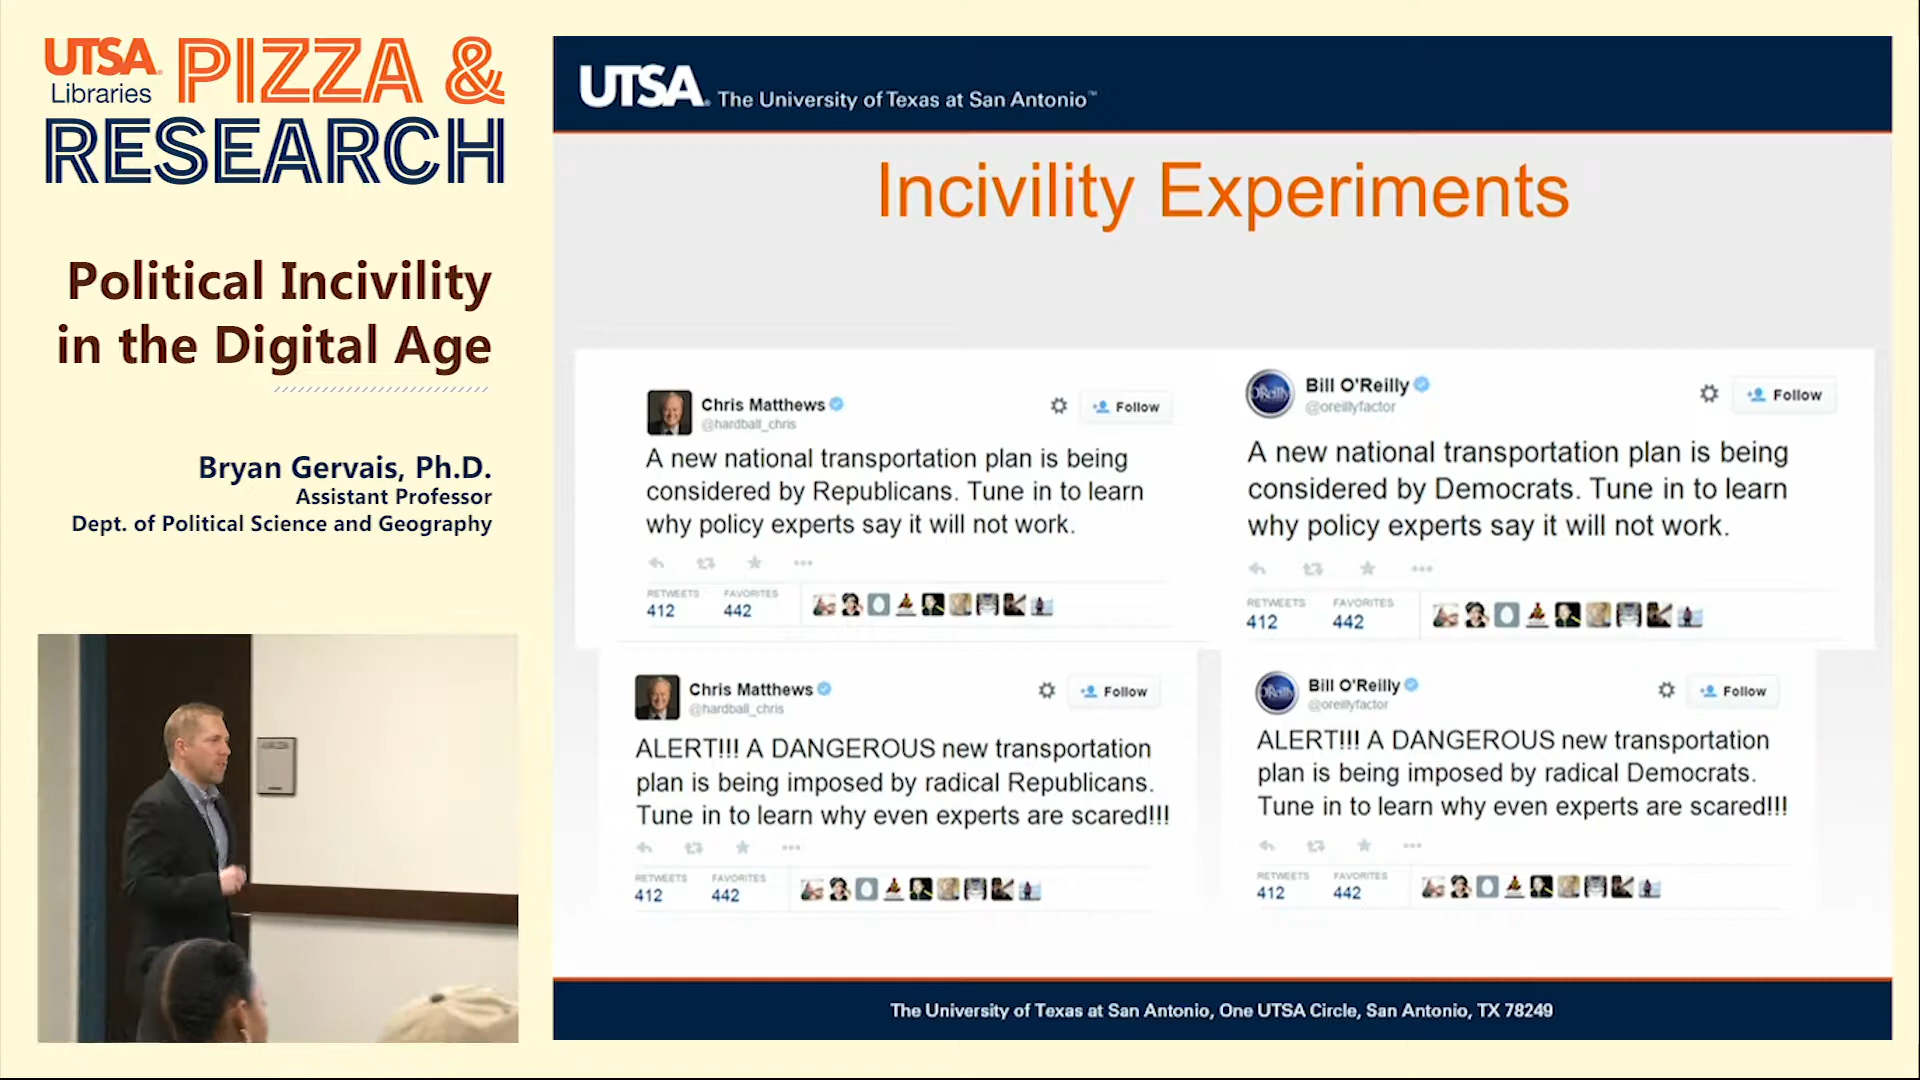 UTSA PIZZA &
Libraries
RESEARCH
Political Incivility
in the Digital Age
Bryan Gervais, Ph.D.
Assistant Professor
Dept. of Political Science and Geography
UTSA The University of Texas at San Antonio™
Incivility Experiments
Chris Matthews
@hardball_chris
Follow
A new national transportation plan is being
considered by Republicans. Tune in to learn
why policy experts say it will not work.
RETWEETS FAVORITES
412 442
Bill O'Reilly
@oreillyfactor
Follow
A new national transportation plan is being
considered by Democrats. Tune in to learn
why policy experts say it will not work.
RETWEETS FAVORITES
412 442
Chris Matthews
@hardball_chris
Follow
ALERT!!! A DANGEROUS new transportation
plan is being imposed by radical Republicans.
Tune in to learn why even experts are scared!!!
RETWEETS FAVORITES
412 442
Bill O'Reilly
@oreillyfactor
Follow
ALERT!!! A DANGEROUS new transportation
plan is being imposed by radical Democrats.
Tune in to learn why even experts are scared!!!
RETWEETS FAVORITES
412 442
The University of Texas at San Antonio, One UTSA Circle, San Antonio, TX 78249